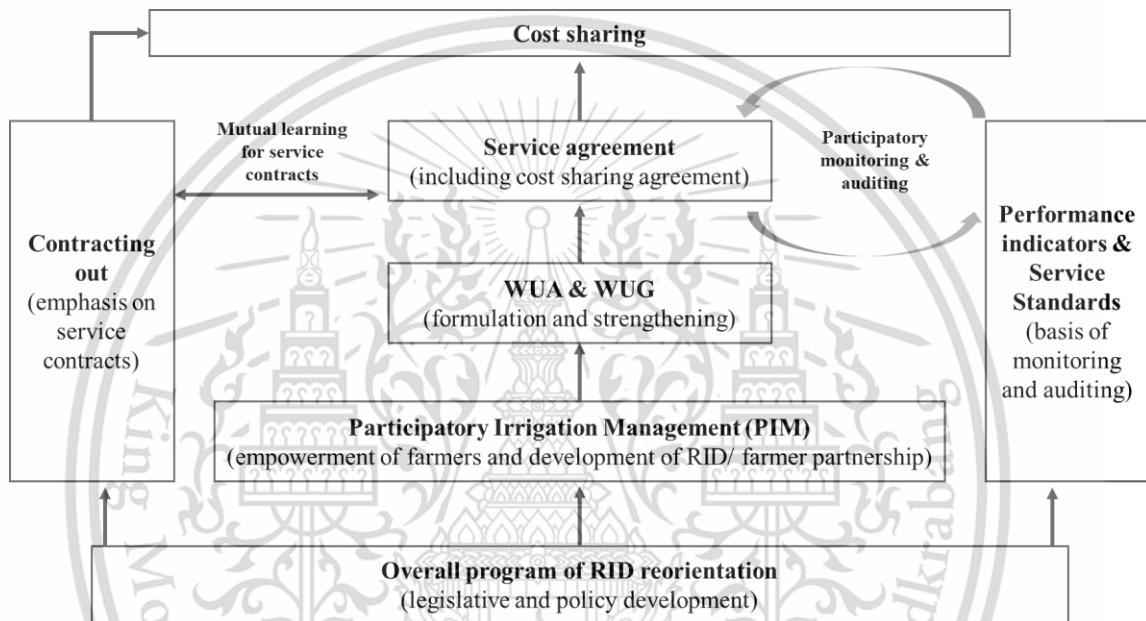 Cost sharing
Mutual learning
for service
contracts
Service agreement
(including cost sharing agreement)
Participatory
monitoring &
auditing
Contracting
out
(emphasis on
service
contracts)
WUA & WUG
(formulation and strengthening)
Performance
indicators &
Service
Standards
(basis of
monitoring
and auditing)
Participatory Irrigation Management (PIM)
(empowerment of farmers and development of RID/ farmer partnership)
Overall program of RID reorientation
(legislative and policy development)
King Mo
dkrabang